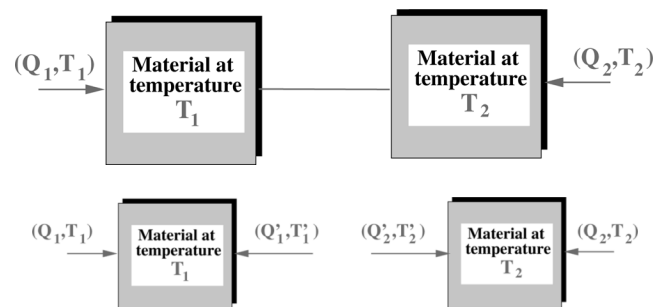 (Q₁,T₁)
Material at
temperature
T₁
Material at
temperature
T₂
(Q₂,T₂)
(Q₁,T₁)
Material at
temperature
T₁
(Q'₁,T'₁)
(Q'₂,T'₂)
Material at
temperature
T₂
(Q₂,T₂)